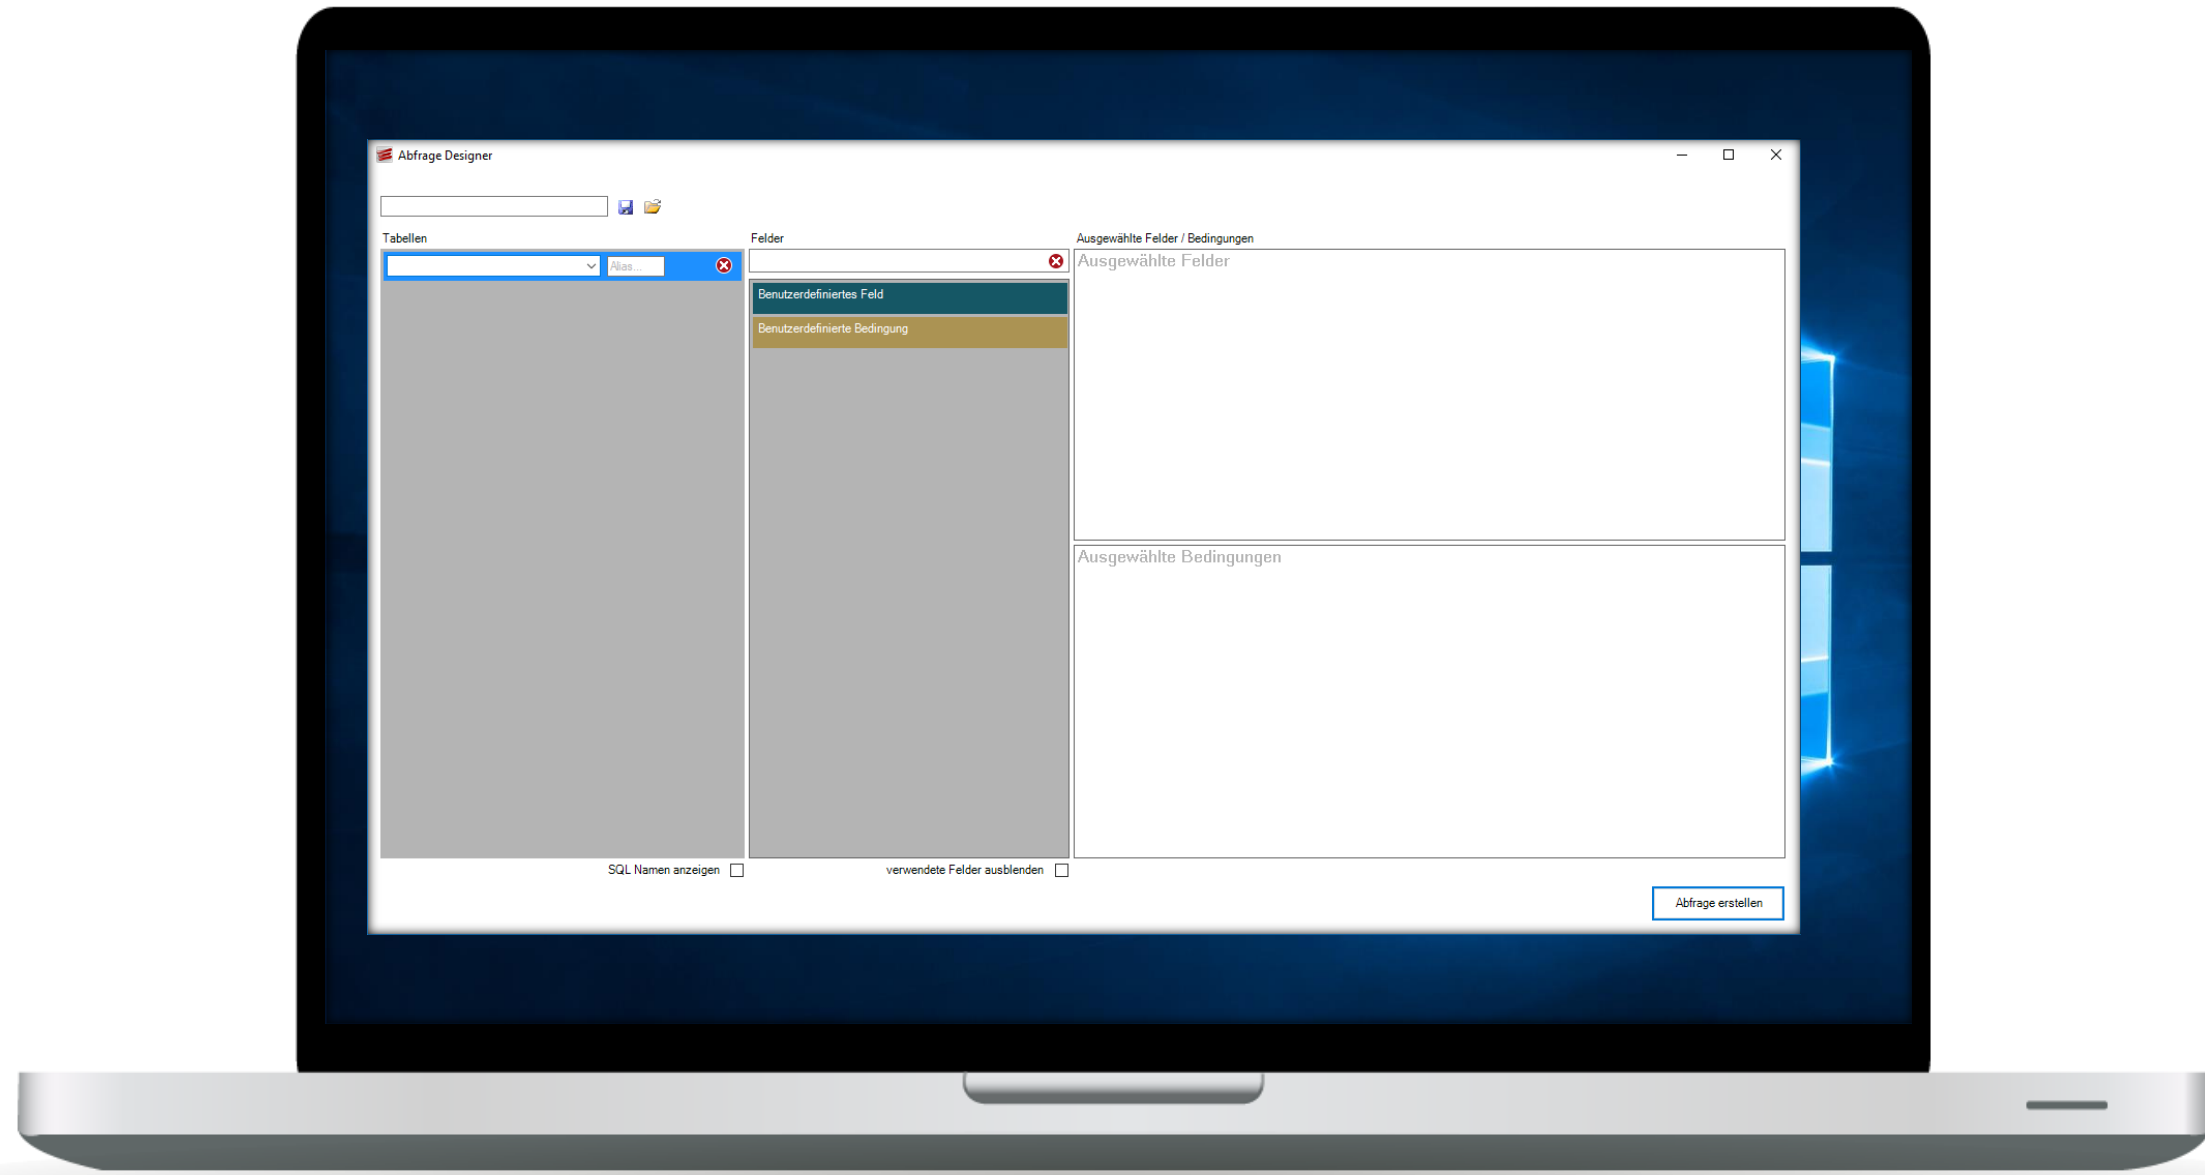 Abfrage Designer
Tabellen
Felder
Ausgewählte Felder / Bedingungen
Alias...
Ausgewählte Felder
Benutzerdefiniertes Feld
Benutzerdefinierte Bedingung
Ausgewählte Bedingungen
SQL Namen anzeigen
verwendete Felder ausblenden
Abfrage erstellen